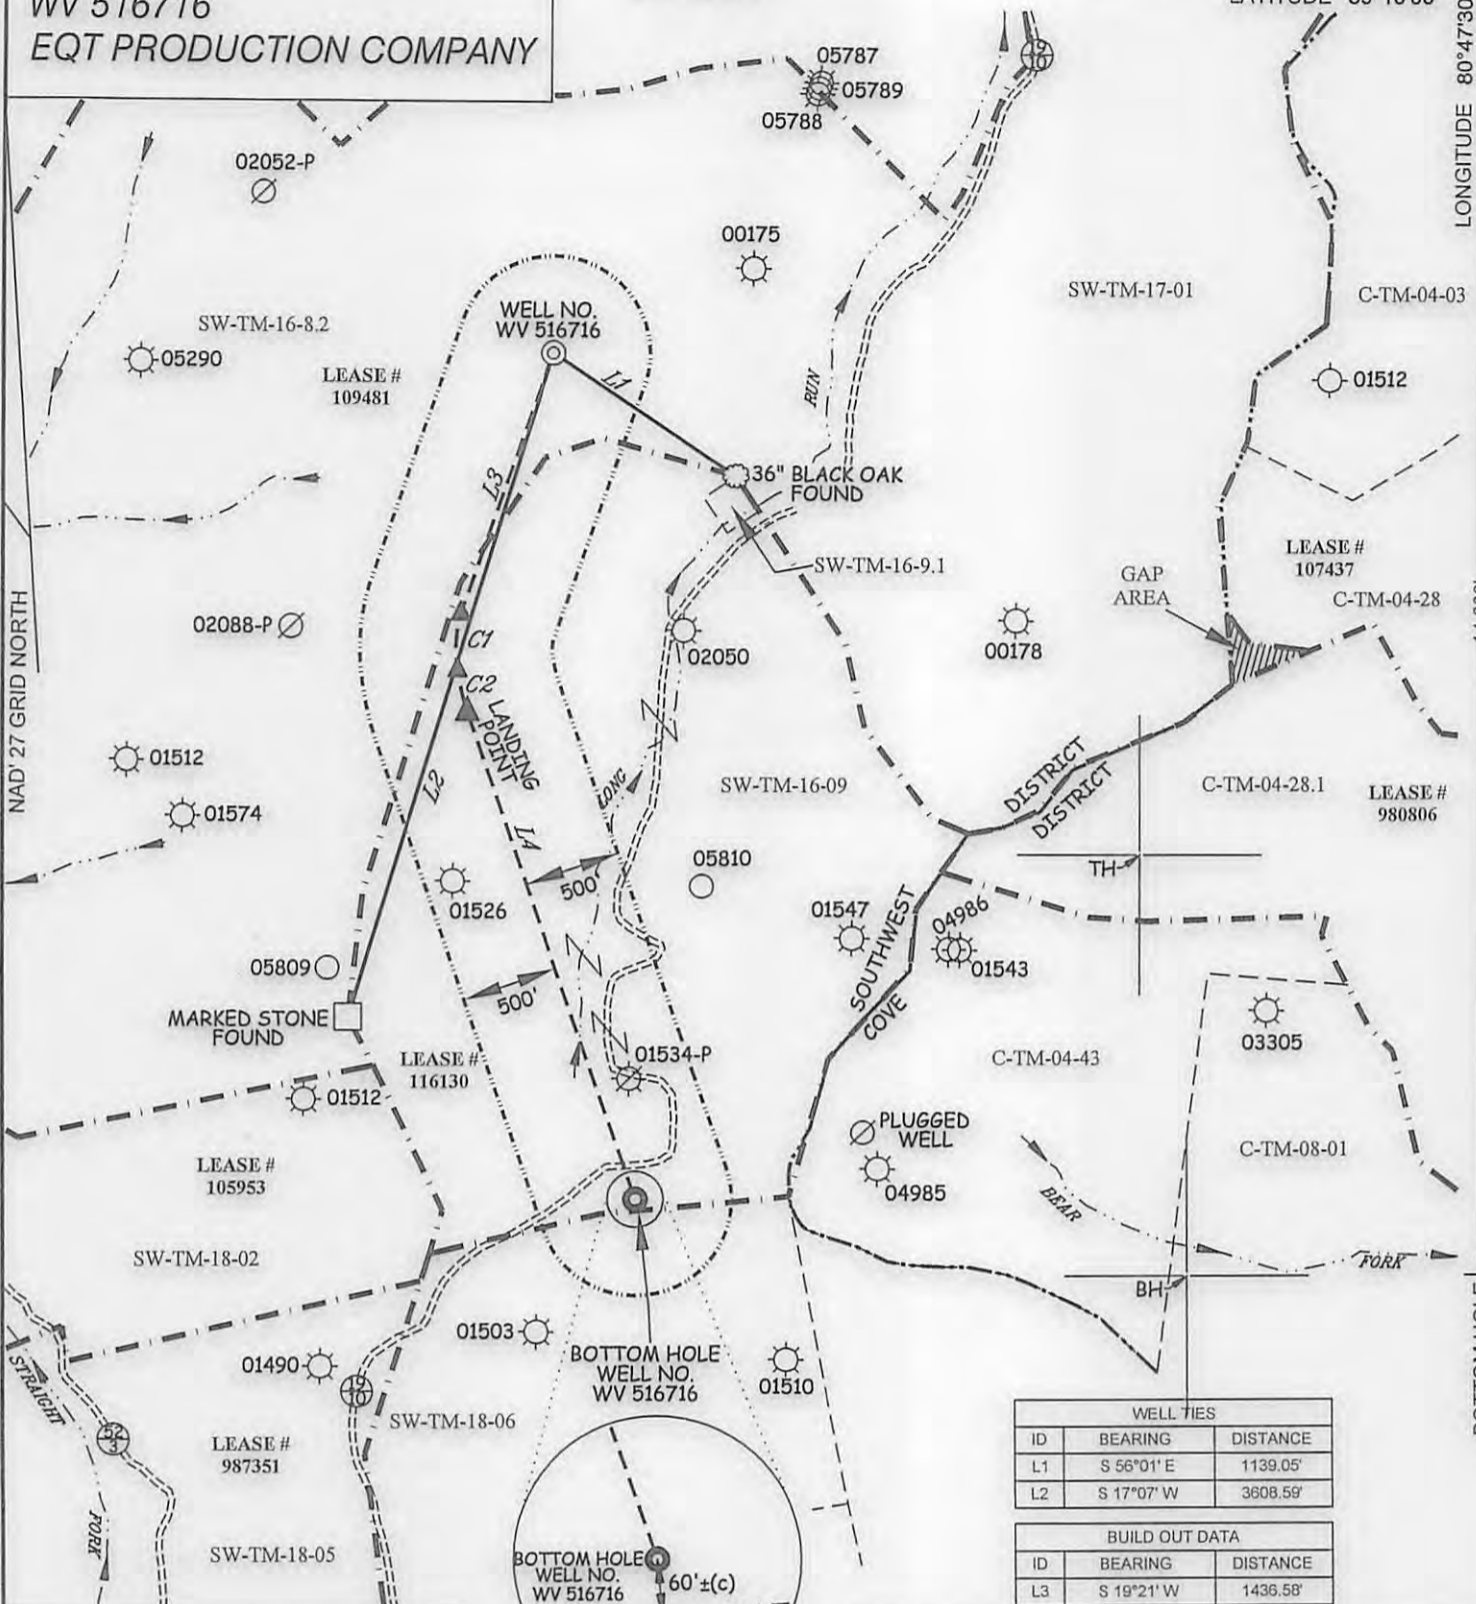 WV 516716
EQT PRODUCTION COMPANY
80°47'30
LONGITUDE
05787
05789
05788
02052-P
00175
SW-TM-17-01
C-TM-04-03
WELL NO.
WV 516716
SW-TM-16-8.2
05290
LEASE #
109481
L1
RUN
01512
L3
36" BLACK OAK
FOUND
SW-TM-16-9.1
LEASE #
107437
GAP
AREA
C-TM-04-28
NAD' 27 GRID NORTH
02088-P
C1
02050
00178
C2
LANDING
POINT
01512
01574
L2
LONG
SW-TM-16-09
DISTRICT
DISTRICT
C-TM-04-28.1
LEASE #
980806
L4
500'
05810
TH
01526
01547
SOUTHWEST
COVE
04986
01543
05809
500'
MARKED STONE
FOUND
03305
LEASE #
116130
01534-P
C-TM-04-43
01512
PLUGGED
WELL
04985
C-TM-08-01
LEASE #
105953
BEAR
FORK
SW-TM-18-02
BH
01503
BOTTOM HOLE
WELL NO.
WV 516716
01510
01490
19
10
STRAIGHT
FORK
52
3
SW-TM-18-06
LEASE #
987351
SW-TM-18-05
BOTTOM HOLE
WELL NO.
WV 516716
60'±(c)
WELL TIES
ID BEARING DISTANCE
L1 S 56°01' E 1139.05'
L2 S 17°07' W 3608.59'
BUILD OUT DATA
ID BEARING DISTANCE
L3 S 19°21' W 1436.58'